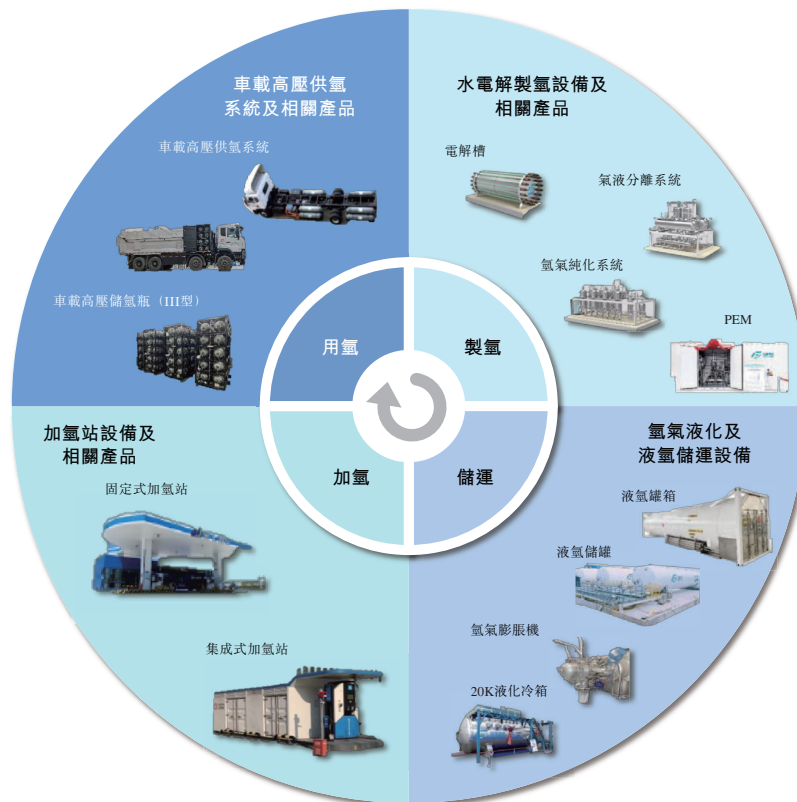 車載高壓供氫
系統及相關產品
車載高壓供氫系統
車載高壓儲氫瓶（III型）
水電解製氫設備及
相關產品
電解槽
氣液分離系統
氫氣純化系統
PEM
用氫
製氫
加氫
儲運
加氫站設備及
相關產品
固定式加氫站
集成式加氫站
氫氣液化及
液氫儲運設備
液氫罐箱
液氫儲罐
氫氣膨脹機
20K液化冷箱